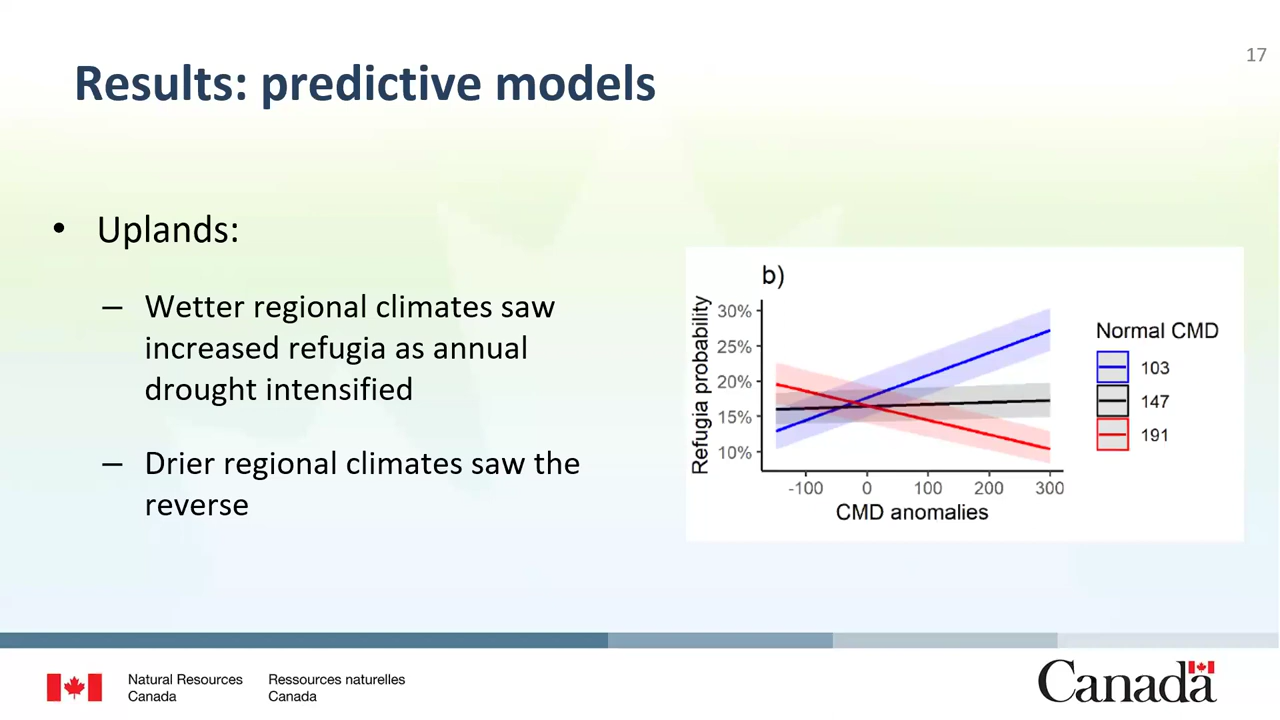 17
Results: predictive models
• Uplands:
– Wetter regional climates saw
increased refugia as annual
drought intensified
– Drier regional climates saw the
reverse
b)
Refugia probability
30%
25%
20%
15%
10%
-100 0 100 200 300
CMD anomalies
Normal CMD
103
147
191
Natural Resources
Canada
Ressources naturelles
Canada
Canada